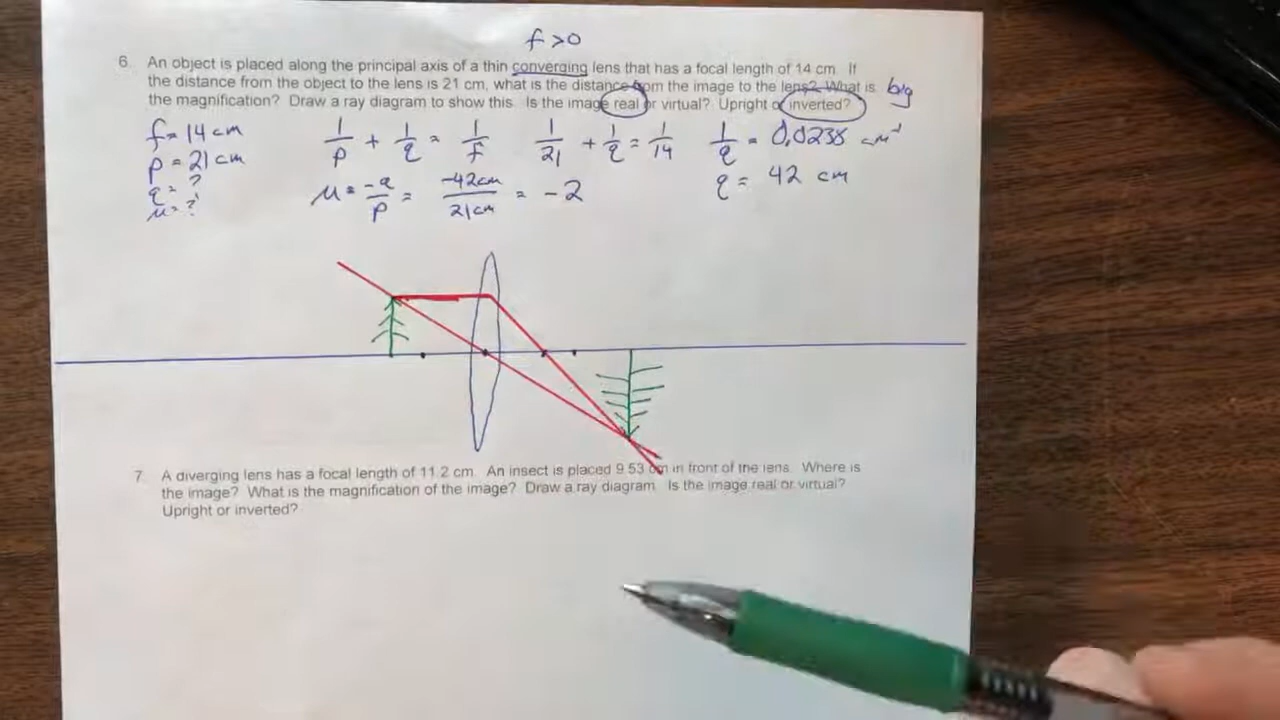 f > 0
6. An object is placed along the principal axis of a thin converging lens that has a focal length of 14 cm. If
the distance from the object to the lens is 21 cm, what is the distance from the image to the lens? What is big
the magnification? Draw a ray diagram to show this. Is the image real or virtual? Upright or inverted?
f = 14 cm
p = 21 cm
q = ?
M = ?
1/p + 1/q = 1/f 1/21 + 1/q = 1/14 1/q = 0.0238 cm⁻¹
M = -q/p = -42cm/21cm = -2 q = 42 cm
7. A diverging lens has a focal length of 11.2 cm. An insect is placed 9.53 cm in front of the lens. Where is
the image? What is the magnification of the image? Draw a ray diagram. Is the image real or virtual?
Upright or inverted?